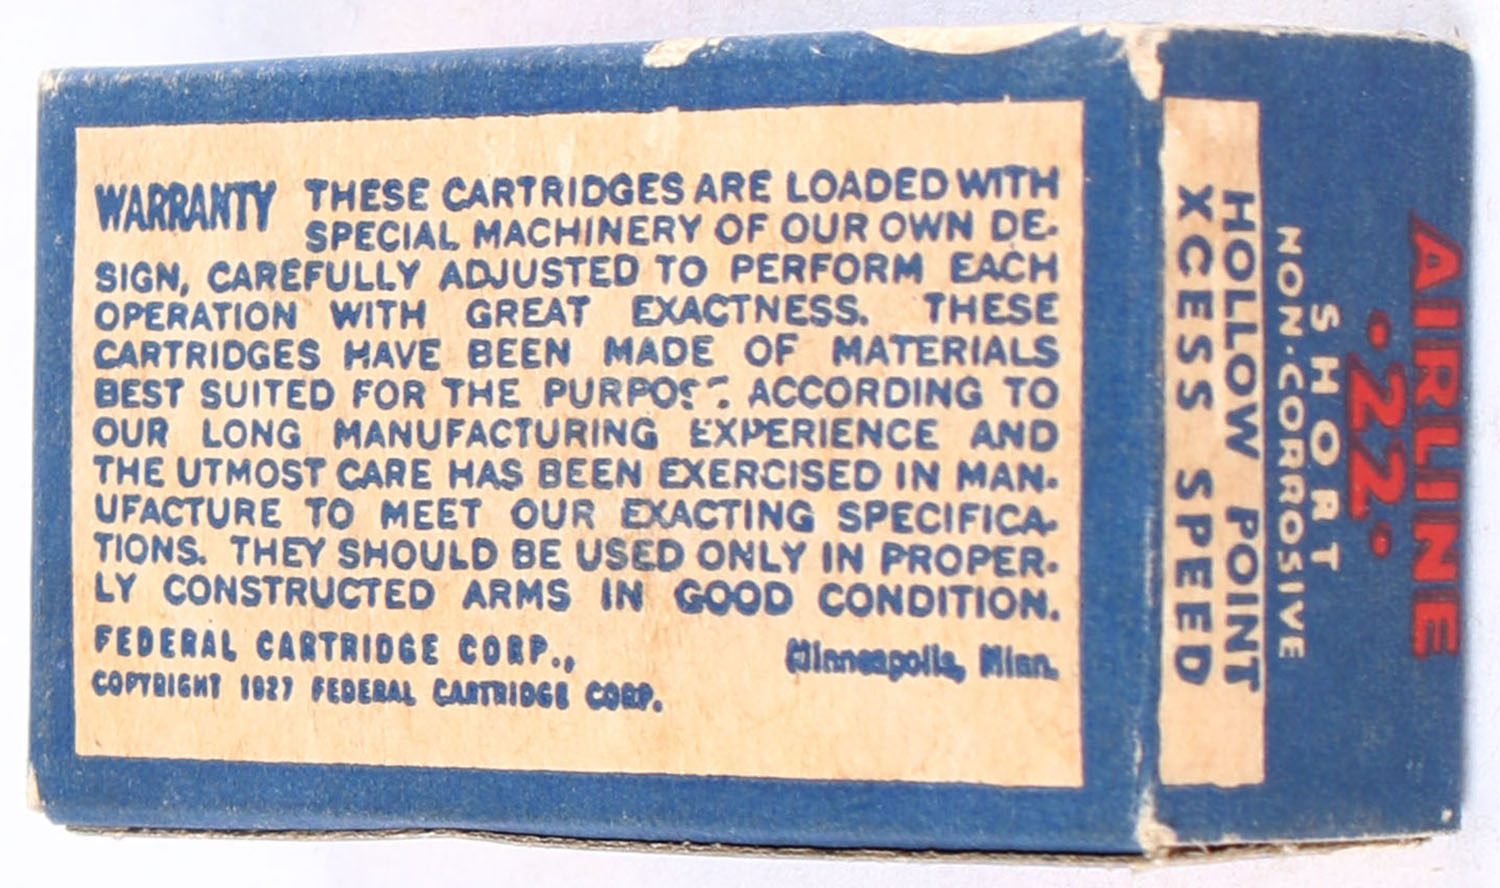 WARRANTY THESE CARTRIDGES ARE LOADED WITH
SPECIAL MACHINERY OF OUR OWN DE-
SIGN, CAREFULLY ADJUSTED TO PERFORM EACH
OPERATION WITH GREAT EXACTNESS. THESE
CARTRIDGES HAVE BEEN MADE OF MATERIALS
BEST SUITED FOR THE PURPOSE ACCORDING TO
OUR LONG MANUFACTURING EXPERIENCE AND
THE UTMOST CARE HAS BEEN EXERCISED IN MAN-
UFACTURE TO MEET OUR EXACTING SPECIFICA-
TIONS. THEY SHOULD BE USED ONLY IN PROPER-
LY CONSTRUCTED ARMS IN GOOD CONDITION.
FEDERAL CARTRIDGE CORP., Minneapolis, Minn.
COPYRIGHT 1927 FEDERAL CARTRIDGE CORP.
AIRLINE
•22•
SHORT
NON-CORROSIVE
HOLLOW POINT
XCESS SPEED